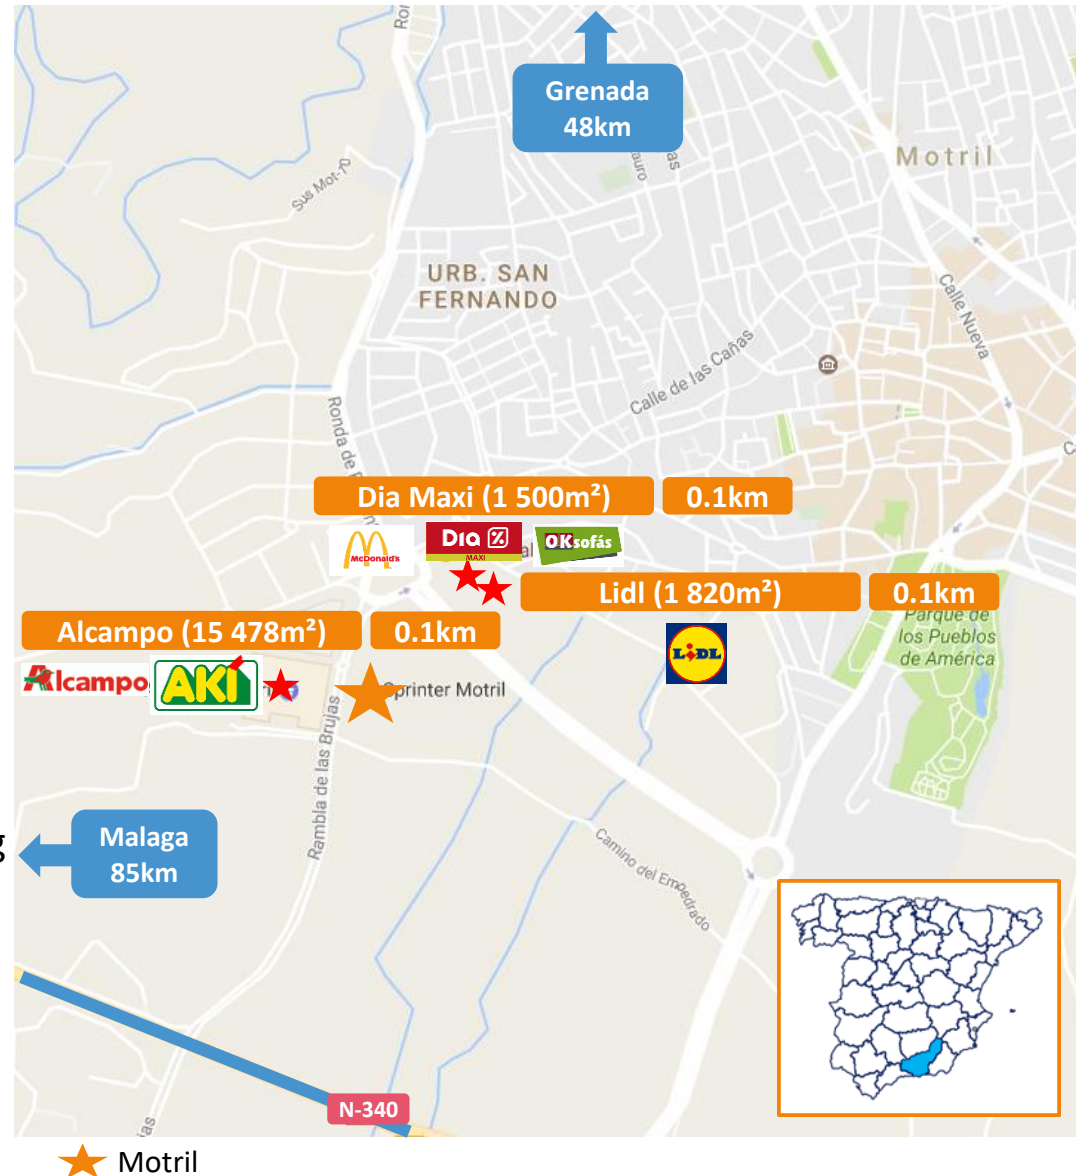 Grenada
48km
Motril
Sus Mot-70
URB. SAN
FERNANDO
Calle Nueva
Calle de las Cañas
Ronda de
Dia Maxi (1 500m²) 0.1km
McDonald's
Dia %
MAXI
OKsofás
Lidl (1 820m²) 0.1km
Parque de
los Pueblos
de América
Alcampo (15 478m²) 0.1km
LiDL
Alcampo
AKI
Sprinter Motril
Rambla de las Brujas
Malaga
85km
Camino del Empedrado
N-340
Motril